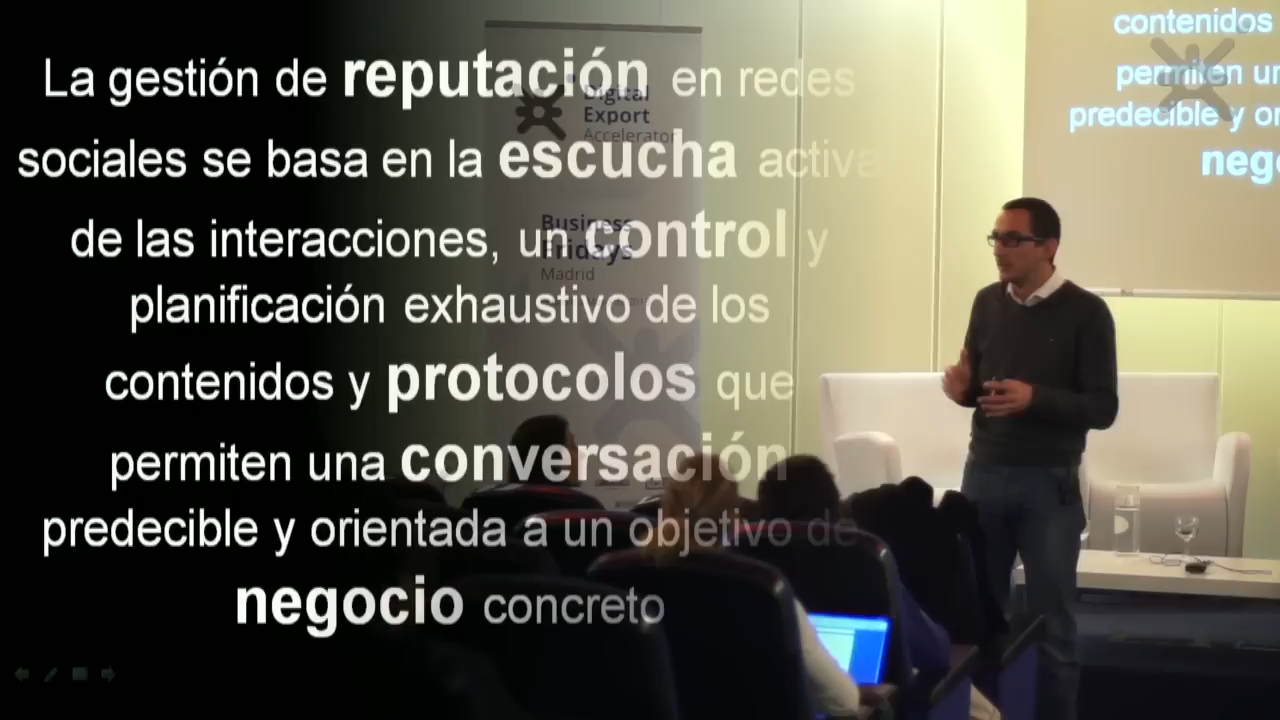 La gestión de reputación en redes
sociales se basa en la escucha activa
de las interacciones, un control y
planificación exhaustivo de los
contenidos y protocolos que
permiten una conversación
predecible y orientada a un objetivo de
negocio concreto
Digital
Export
Accelerator
Business
Fridays
Madrid
contenidos
permiten un
predecible y or
nego